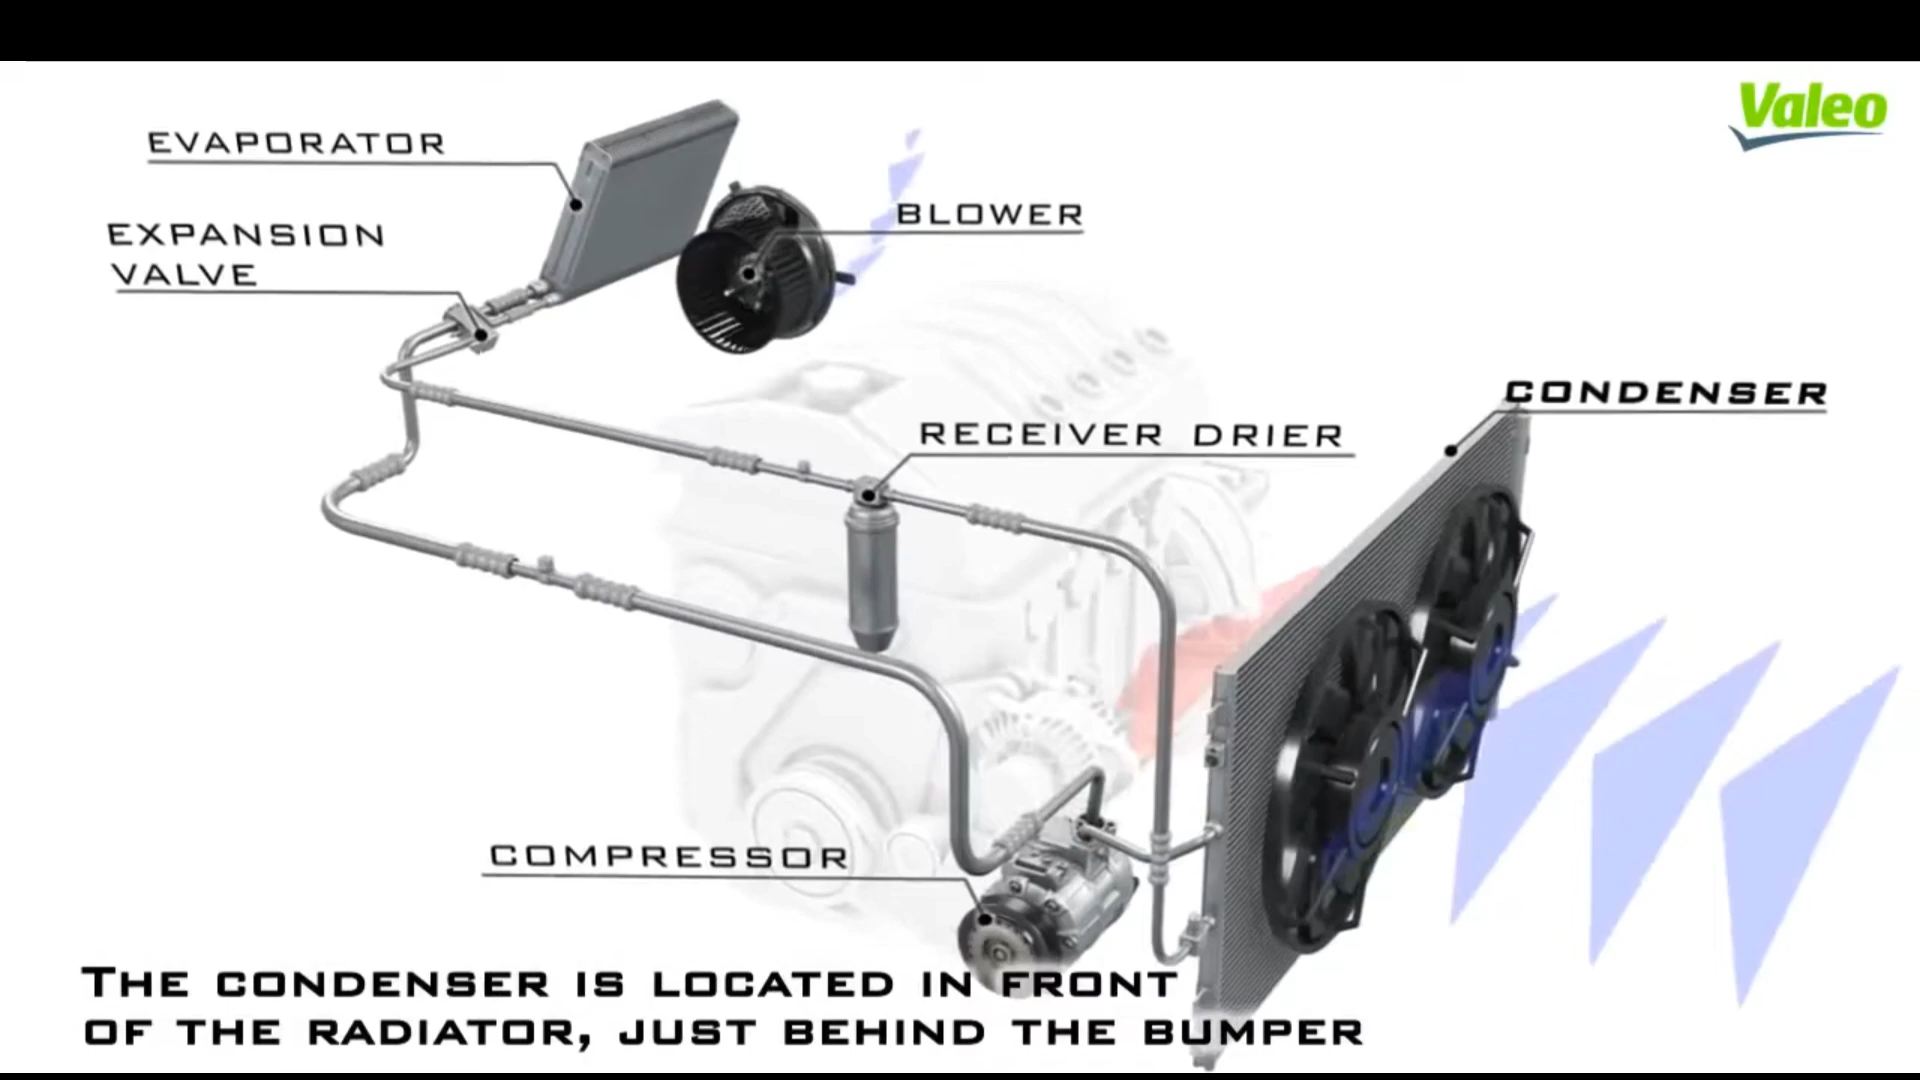 Valeo
EVAPORATOR
EXPANSION
VALVE
BLOWER
CONDENSER
RECEIVER DRIER
COMPRESSOR
THE CONDENSER IS LOCATED IN FRONT
OF THE RADIATOR, JUST BEHIND THE BUMPER